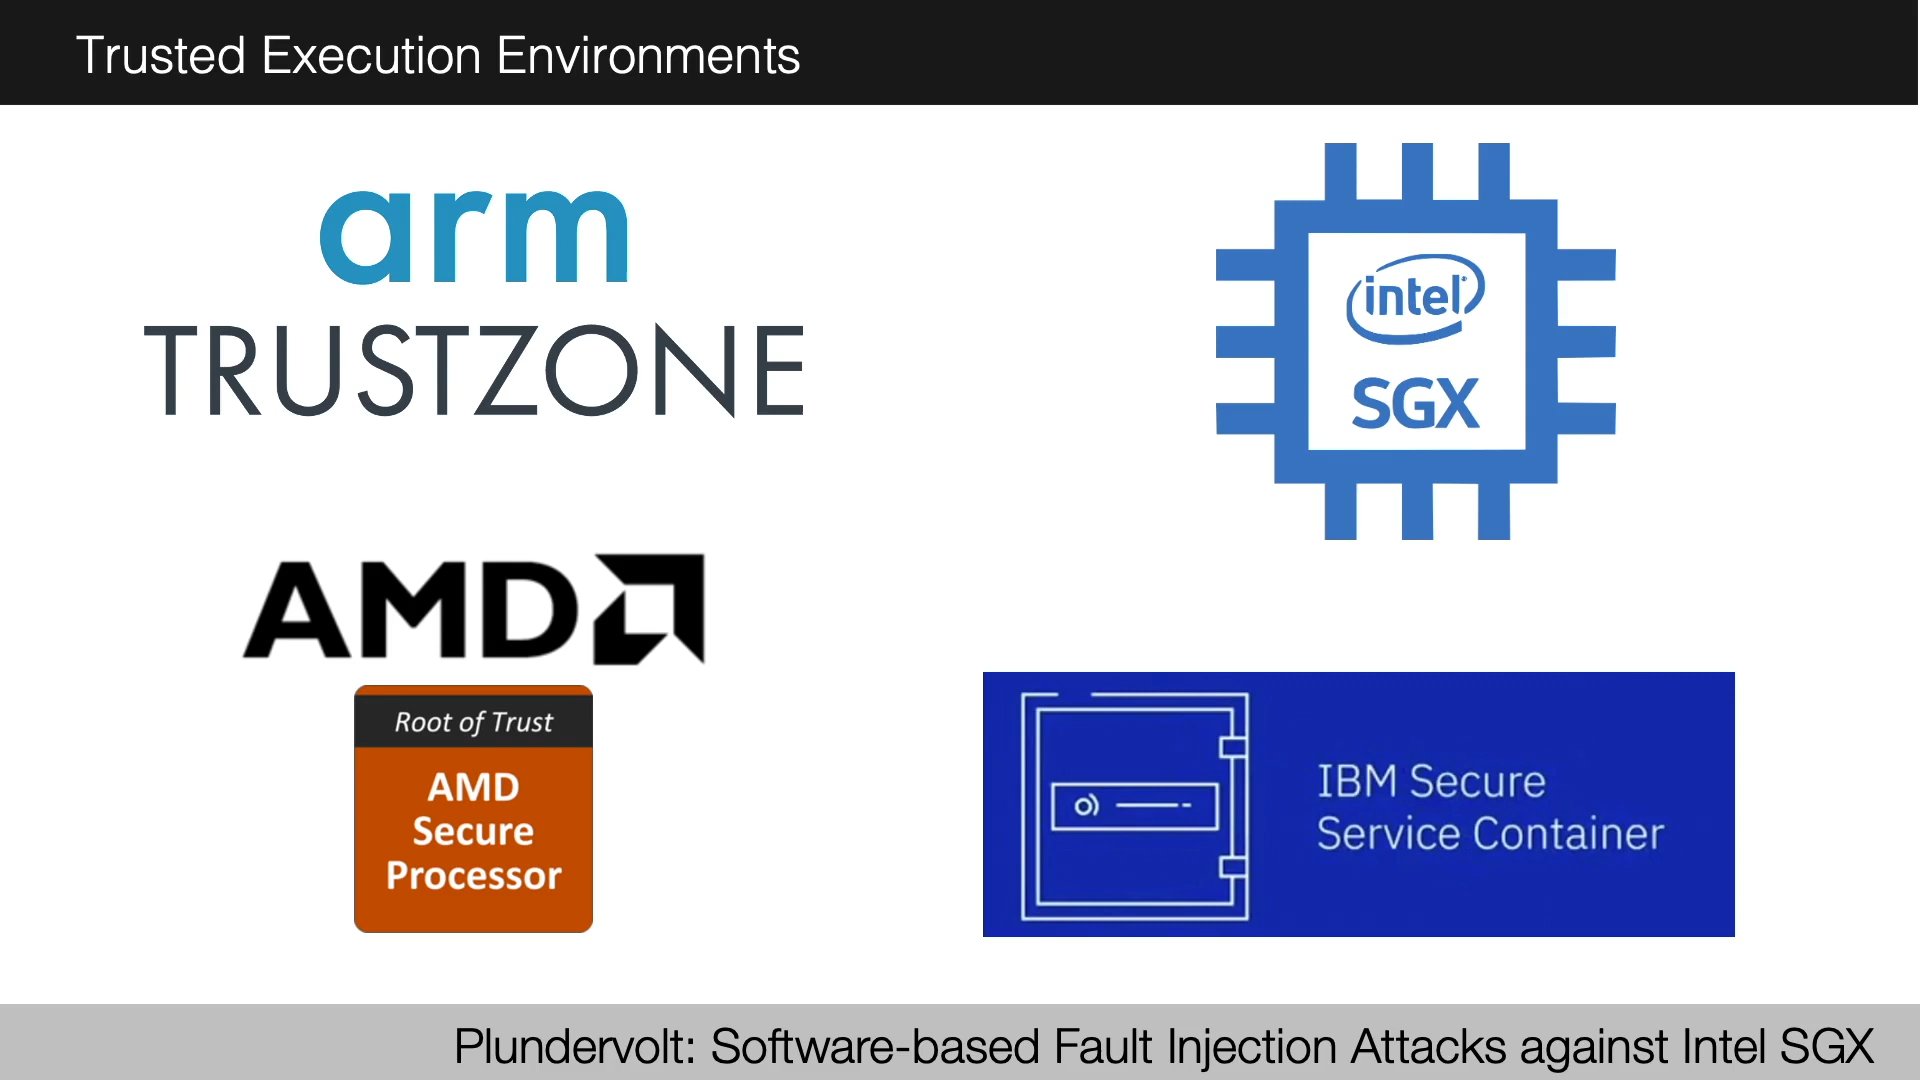 Trusted Execution Environments
arm
TRUSTZONE
intel
SGX
AMD
Root of Trust
AMD
Secure
Processor
IBM Secure
Service Container
Plundervolt: Software-based Fault Injection Attacks against Intel SGX